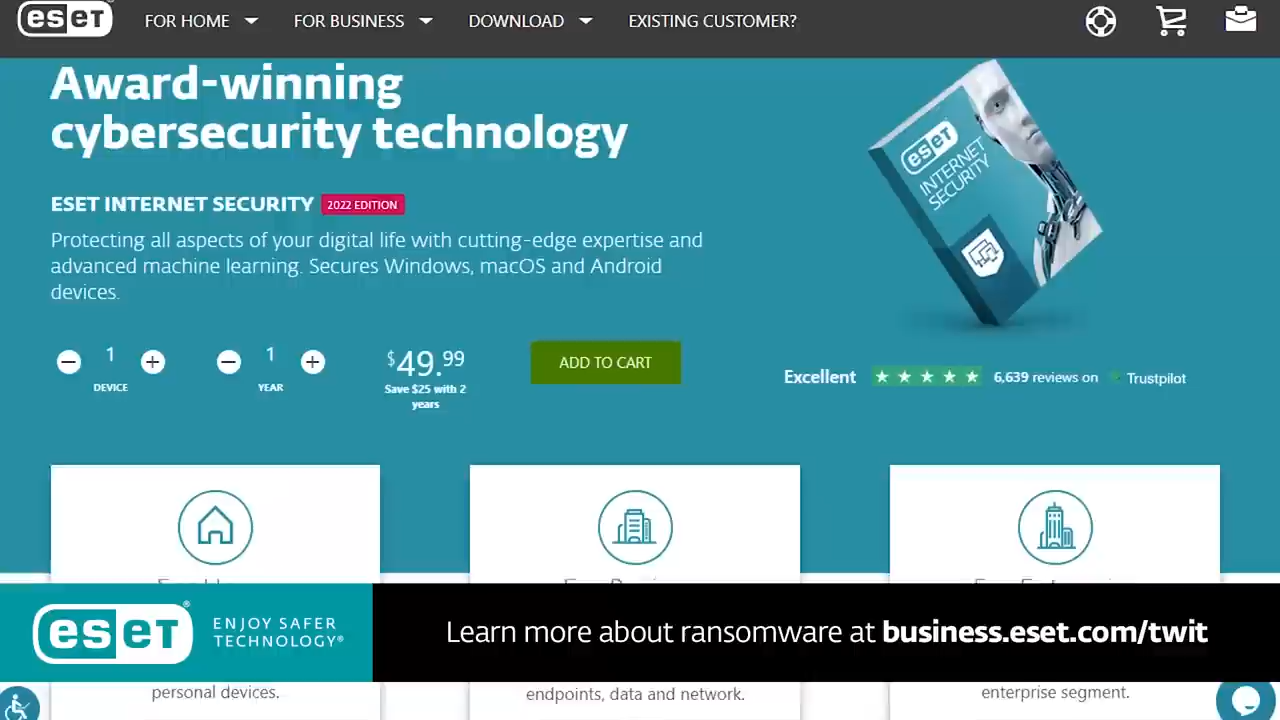 eseT
FOR HOME
FOR BUSINESS
DOWNLOAD
EXISTING CUSTOMER?
Award-winning
cybersecurity technology
ESET INTERNET SECURITY
2022 EDITION
Protecting all aspects of your digital life with cutting-edge expertise and
advanced machine learning. Secures Windows, macOS and Android
devices.
1
DEVICE
1
YEAR
$49.99
Save $25 with 2
years
ADD TO CART
eseT
INTERNET
SECURITY
Excellent
6,639 reviews on
Trustpilot
eseT®
ENJOY SAFER
TECHNOLOGY®
Learn more about ransomware at business.eset.com/twit
personal devices.
endpoints, data and network.
enterprise segment.